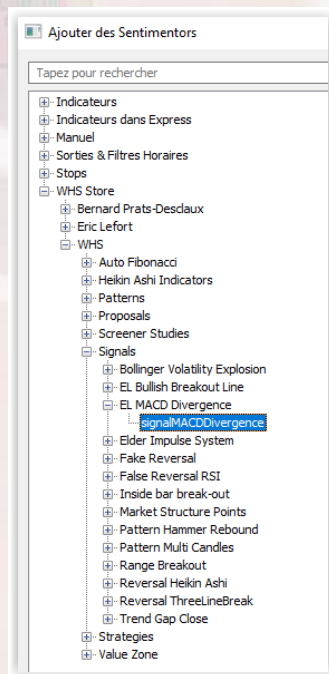 Ajouter des Sentimentors
Tapez pour rechercher
Indicateurs
Indicateurs dans Express
Manuel
Sorties & Filtres Horaires
Stops
WHS Store
Bernard Prats-Desclaux
Eric Lefort
WHS
Auto Fibonacci
Heikin Ashi Indicators
Patterns
Proposals
Screener Studies
Signals
Bollinger Volatility Explosion
EL Bullish Breakout Line
EL MACD Divergence
signalMACDDivergence
Elder Impulse System
Fake Reversal
False Reversal RSI
Inside bar break-out
Market Structure Points
Pattern Hammer Rebound
Pattern Multi Candles
Range Breakout
Reversal Heikin Ashi
Reversal ThreeLineBreak
Trend Gap Close
Strategies
Value Zone